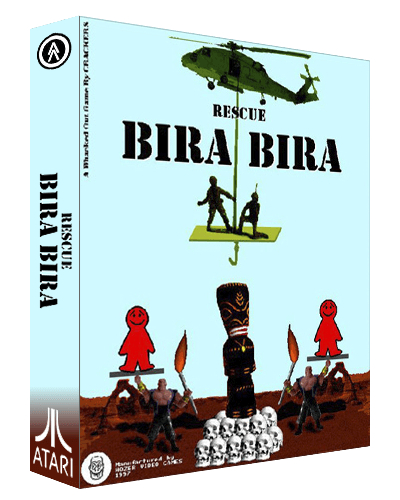 A Whacked Out Game By CRACKERS
RESCUE
BIRA BIRA
ATARI
RESCUE
BIRA BIRA
Manufactured by
HOZER VIDEO GAMES
1997